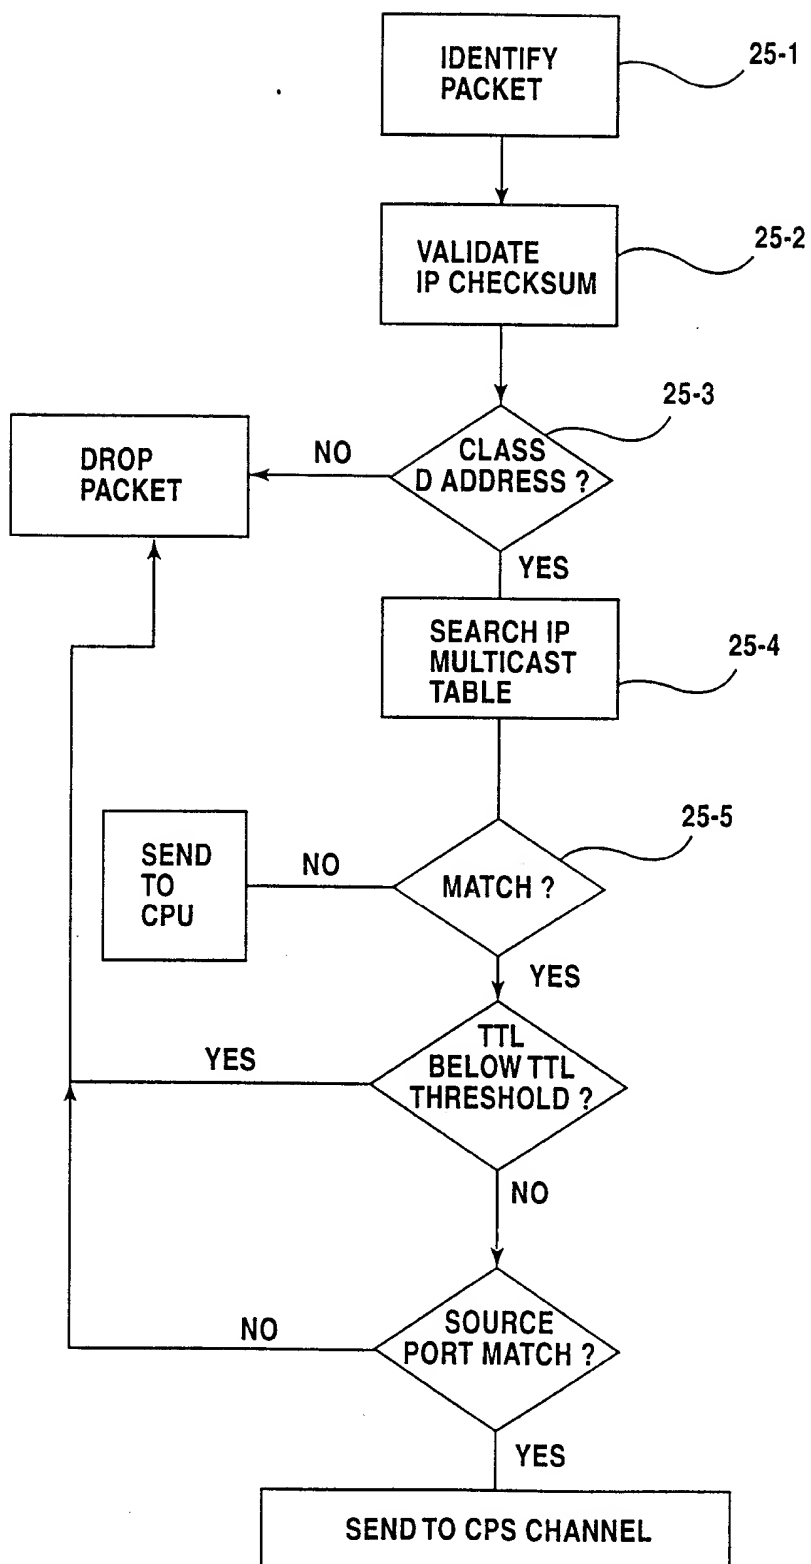 IDENTIFY
PACKET
25-1
VALIDATE
IP CHECKSUM
25-2
25-3
CLASS
D ADDRESS ?
NO
DROP
PACKET
YES
SEARCH IP
MULTICAST
TABLE
25-4
25-5
MATCH ?
NO
SEND
TO
CPU
YES
TTL
BELOW TTL
THRESHOLD ?
YES
NO
SOURCE
PORT MATCH ?
NO
YES
SEND TO CPS CHANNEL